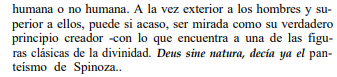 humana o no humana. A la vez exterior a los hombres y su-
perior a ellos, puede si acaso, ser mirada como su verdadero
principio creador -con lo que encuentra a una de las figu-
ras clásicas de la divinidad. Deus sine natura, decía ya el pan-
teísmo de Spinoza..